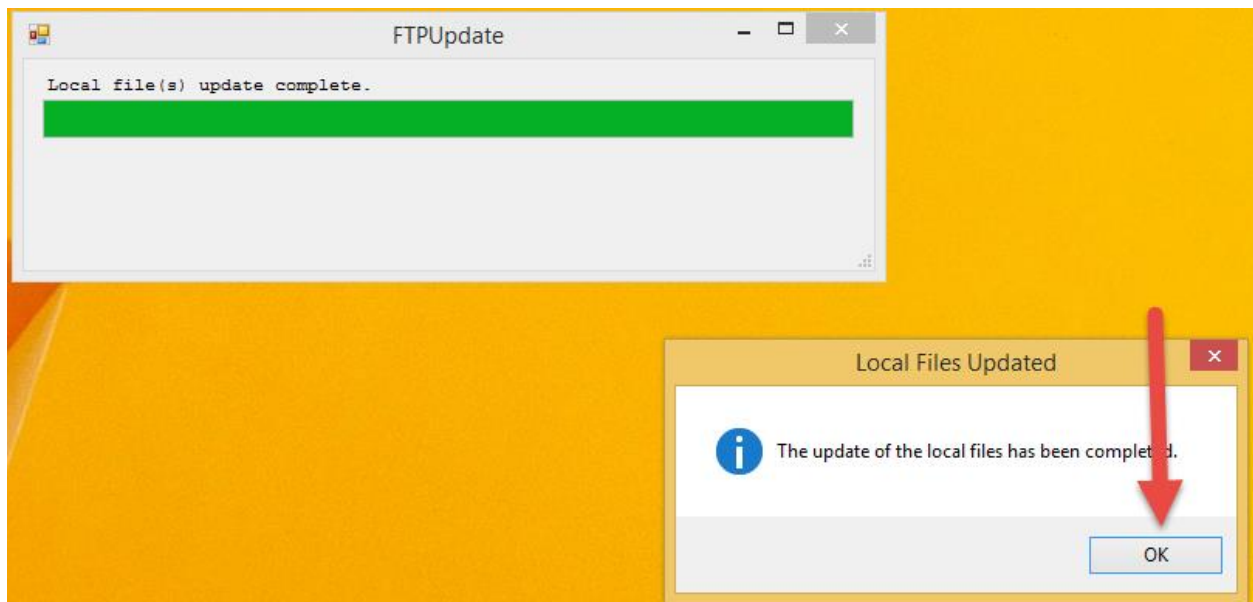 FTPUpdate
Local file(s) update complete.
Local Files Updated
The update of the local files has been completed.
OK